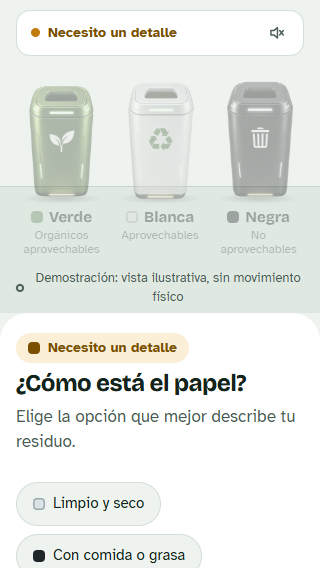 Necesito un detalle
Verde
Orgánicos
aprovechables
Blanca
Aprovechables
Negra
No
aprovechables
Demostración: vista ilustrativa, sin movimiento
físico
Necesito un detalle
¿Cómo está el papel?
Elige la opción que mejor describe tu
residuo.
Limpio y seco
Con comida o grasa